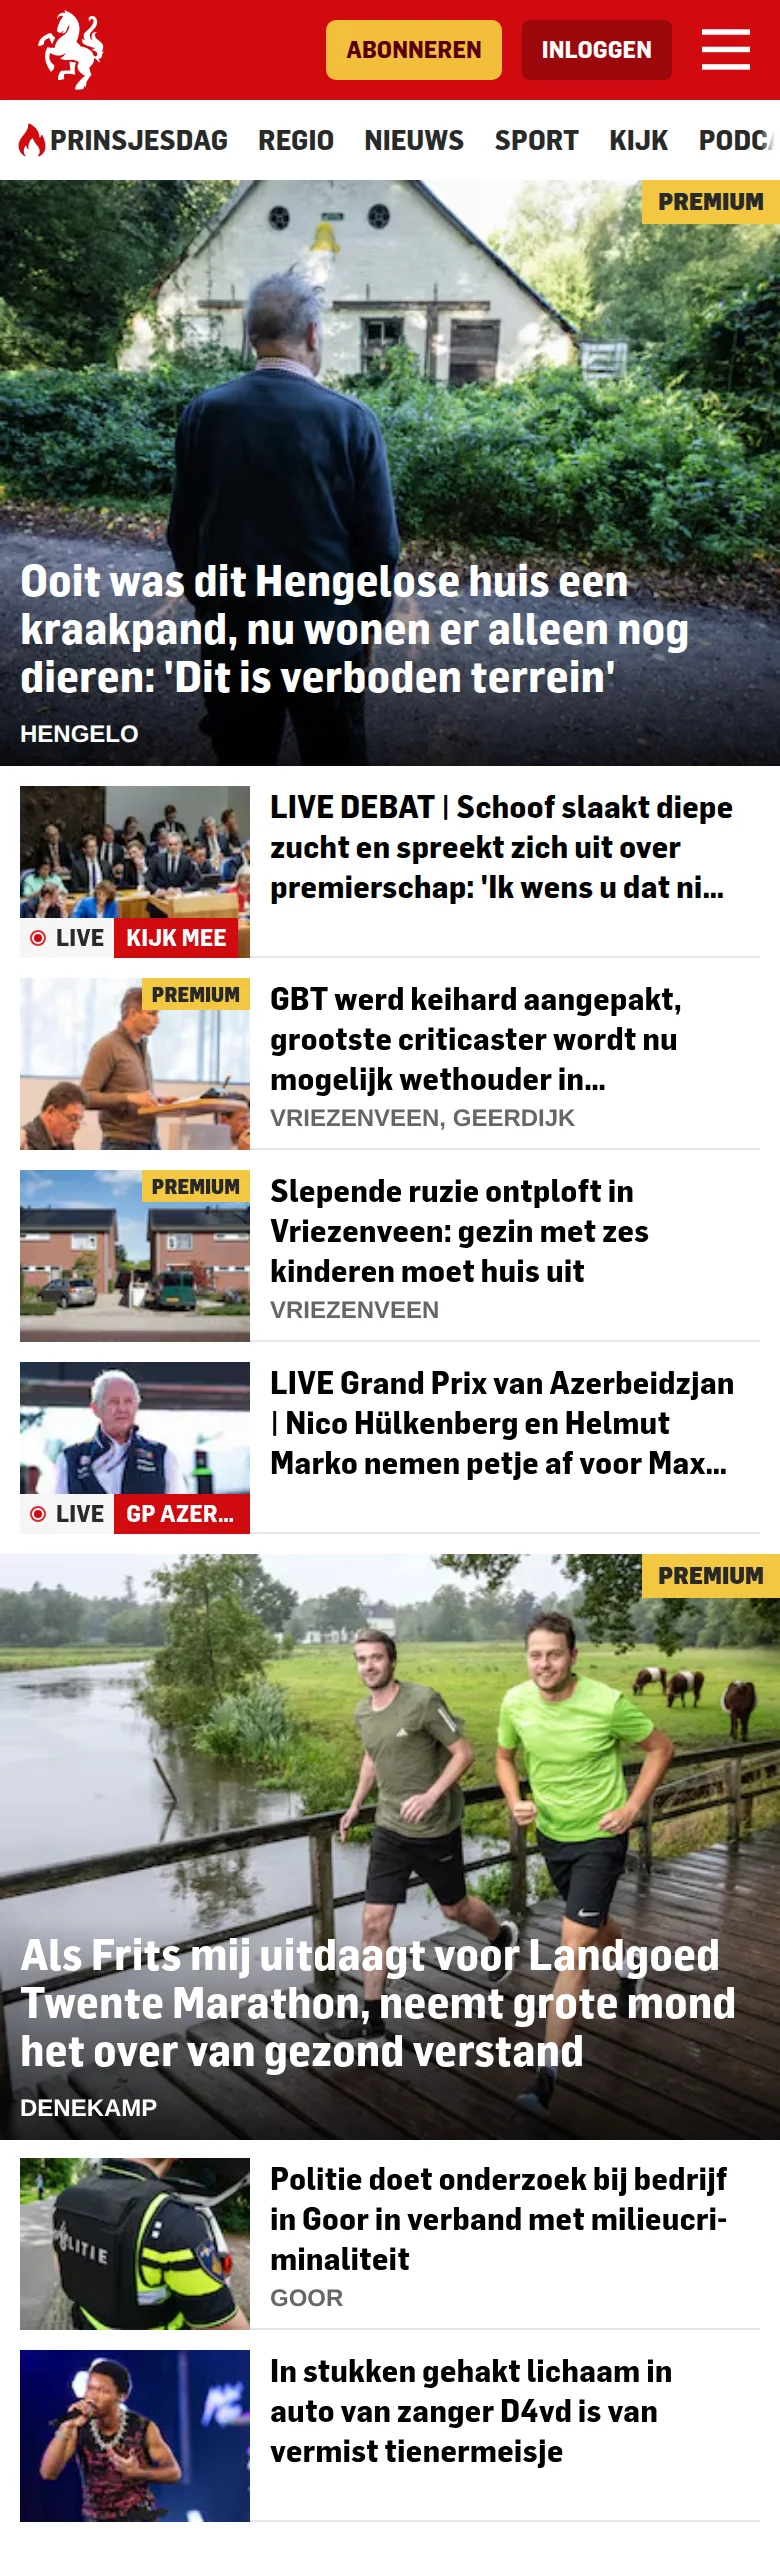 ABONNEREN
INLOGGEN
PRINSJESDAG
REGIO
NIEUWS
SPORT
KIJK
PODCA
PREMIUM
Ooit was dit Hengelose huis een
kraakpand, nu wonen er alleen nog
dieren: 'Dit is verboden terrein'
HENGELO
LIVE
KIJK MEE
LIVE DEBAT | Schoof slaakt diepe
zucht en spreekt zich uit over
premierschap: 'Ik wens u dat ni...
PREMIUM
GBT werd keihard aangepakt,
grootste criticaster wordt nu
mogelijk wethouder in...
VRIEZENVEEN, GEERDIJK
PREMIUM
Slepende ruzie ontploft in
Vriezenveen: gezin met zes
kinderen moet huis uit
VRIEZENVEEN
LIVE
GP AZER...
LIVE Grand Prix van Azerbeidzjan
| Nico Hülkenberg en Helmut
Marko nemen petje af voor Max...
PREMIUM
Als Frits mij uitdaagt voor Landgoed
Twente Marathon, neemt grote mond
het over van gezond verstand
DENEKAMP
Politie doet onderzoek bij bedrijf
in Goor in verband met milieucri-
minaliteit
GOOR
In stukken gehakt lichaam in
auto van zanger D4vd is van
vermist tienermeisje